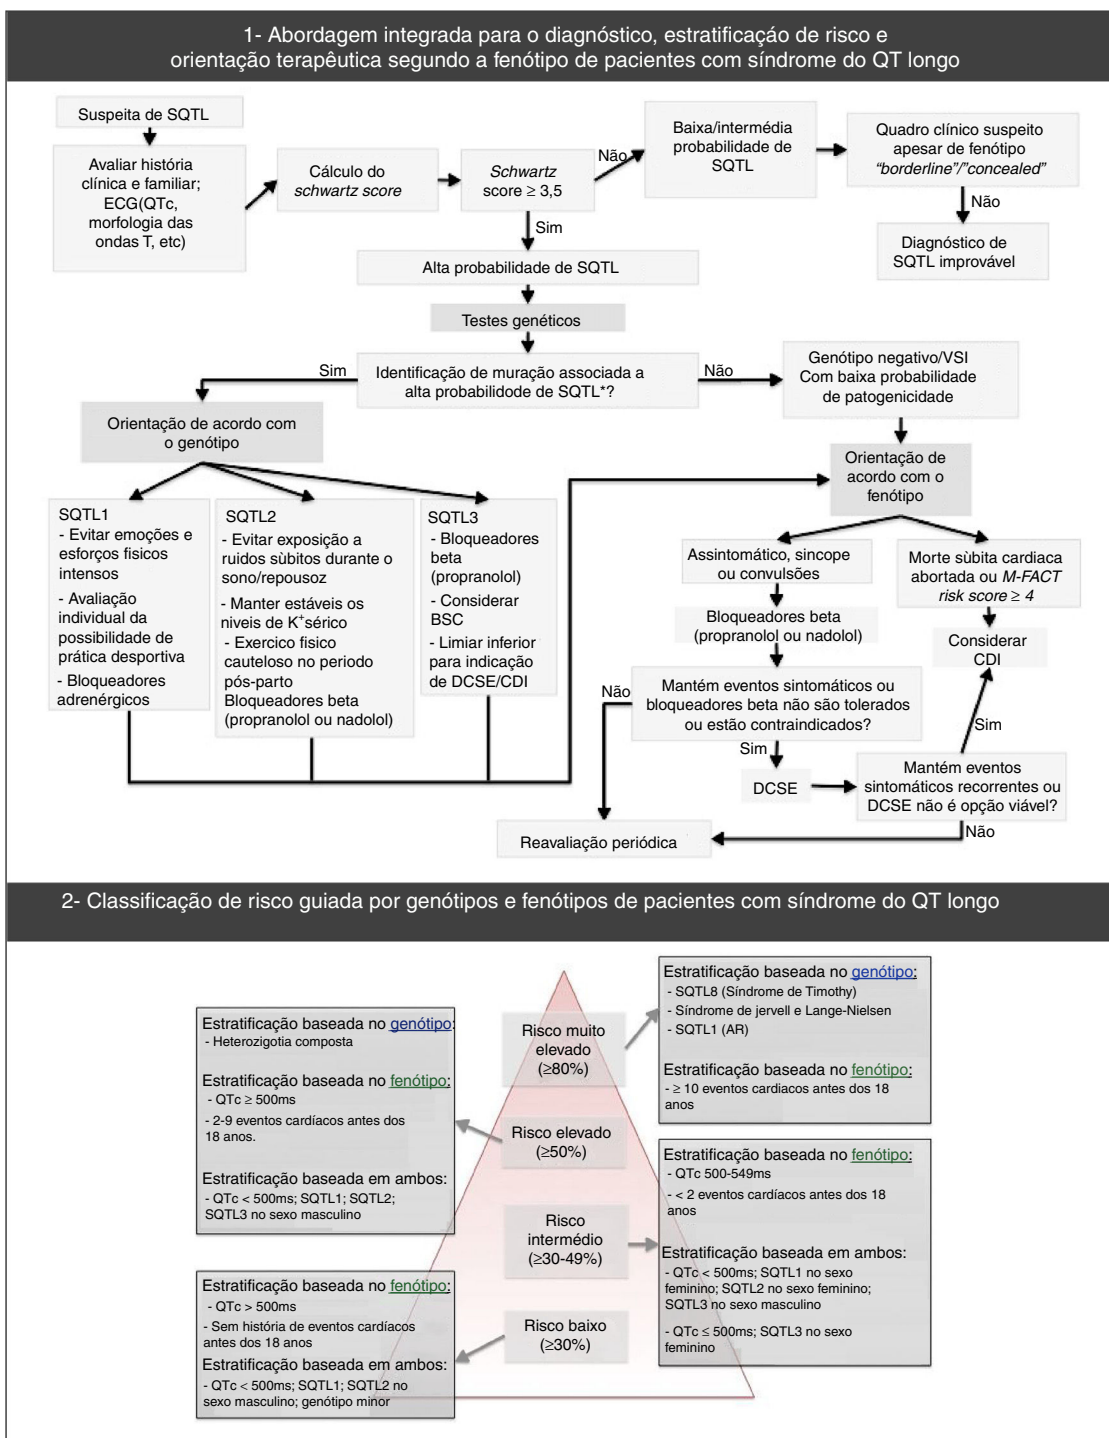 1- Abordagem integrada para o diagnóstico, estratificação de risco e
orientação terapêutica segundo a fenótipo de pacientes com síndrome do QT longo
Suspeita de SQTL
Avaliar história
clínica e familiar;
ECG(QTc,
morfologia das
ondas T, etc)
Cálculo do
schwartz score
Schwartz
score ≥ 3,5
Não
Baixa/intermédia
probabilidade de
SQTL
Quadro clínico suspeito
apesar de fenótipo
"borderline"/"concealed"
Não
Diagnóstico de
SQTL improvável
Sim
Alta probabilidade de SQTL
Testes genéticos
Identificação de muração associada a
alta probabilidode de SQTL*?
Sim
Não
Genótipo negativo/VSI
Com baixa probabilidade
de patogenicidade
Orientação de acordo com
o genótipo
Orientação de
acordo com o
fenótipo
SQTL1
- Evitar emoções e
esforços fisicos
intensos
- Avaliação
individual da
possibilidade de
prática desportiva
- Bloqueadores
adrenérgicos
SQTL2
- Evitar exposição a
ruidos sùbitos durante o
sono/repousoz
- Manter estáveis os
niveis de K+sérico
- Exercico fisico
cauteloso no periodo
pós-parto
Bloqueadores beta
(propranolol ou nadolol)
SQTL3
- Bloqueadores
beta
(propranolol)
- Considerar
BSC
- Limiar inferior
para indicação
de DCSE/CDI
Assintomático, sincope
ou convulsões
Bloqueadores beta
(propranolol ou nadolol)
Morte sùbita cardiaca
abortada ou M-FACT
risk score ≥ 4
Considerar
CDI
Não
Mantém eventos sintomáticos ou
bloqueadores beta não são tolerados
ou estão contraindicados?
Sim
Sim
DCSE
Mantém eventos
sintomáticos recorrentes ou
DCSE não é opção viável?
Não
Reavaliação periódica
2- Classificação de risco guiada por genótipos e fenótipos de pacientes com síndrome do QT longo
Risco muito
elevado
(≥80%)
Estratificação baseada no genótipo:
- SQTL8 (Síndrome de Timothy)
- Síndrome de jervell e Lange-Nielsen
- SQTL1 (AR)
Estratificação baseada no fenótipo:
- ≥ 10 eventos cardiacos antes dos 18
anos
Estratificação baseada no genótipo:
- Heterozigotia composta
Estratificação baseada no fenótipo:
- QTc ≥ 500ms
- 2-9 eventos cardíacos antes dos
18 anos.
Estratificação baseada em ambos:
- QTc < 500ms; SQTL1; SQTL2;
SQTL3 no sexo masculino
Risco elevado
(≥50%)
Risco
intermédio
(≥30-49%)
Estratificação baseada no fenótipo:
- QTc 500-549ms
- < 2 eventos cardíacos antes dos 18
anos
Estratificação baseada em ambos:
- QTc < 500ms; SQTL1 no sexo
feminino; SQTL2 no sexo feminino;
SQTL3 no sexo masculino
- QTc ≤ 500ms; SQTL3 no sexo
feminino
Estratificação baseada no fenótipo:
- QTc > 500ms
- Sem história de eventos cardíacos
antes dos 18 anos
Estratificação baseada em ambos:
- QTc < 500ms; SQTL1; SQTL2 no
sexo masculino; genótipo minor
Risco baixo
(≥30%)